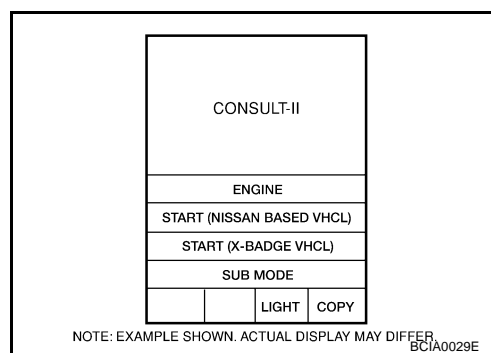 CONSULT-II
ENGINE
START (NISSAN BASED VHCL)
START (X-BADGE VHCL)
SUB MODE
LIGHT COPY
NOTE: EXAMPLE SHOWN. ACTUAL DISPLAY MAY DIFFER.
BCIA0029E